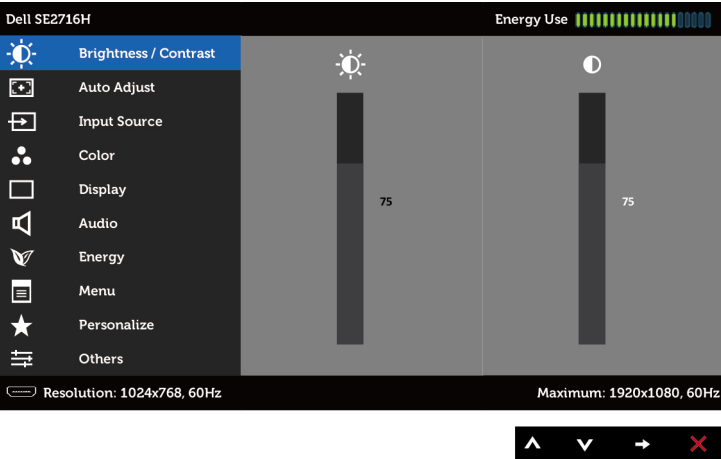 Dell SE2716H
Energy Use
Brightness / Contrast
Auto Adjust
Input Source
Color
Display
75
75
Audio
Energy
Menu
Personalize
Others
Resolution: 1024x768, 60Hz
Maximum: 1920x1080, 60Hz